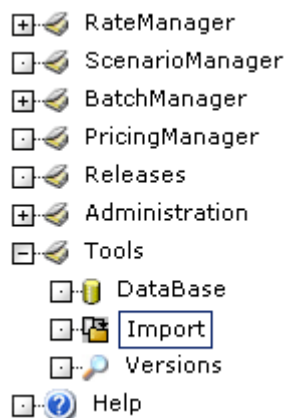 RateManager
ScenarioManager
BatchManager
PricingManager
Releases
Administration
Tools
DataBase
Import
Versions
Help